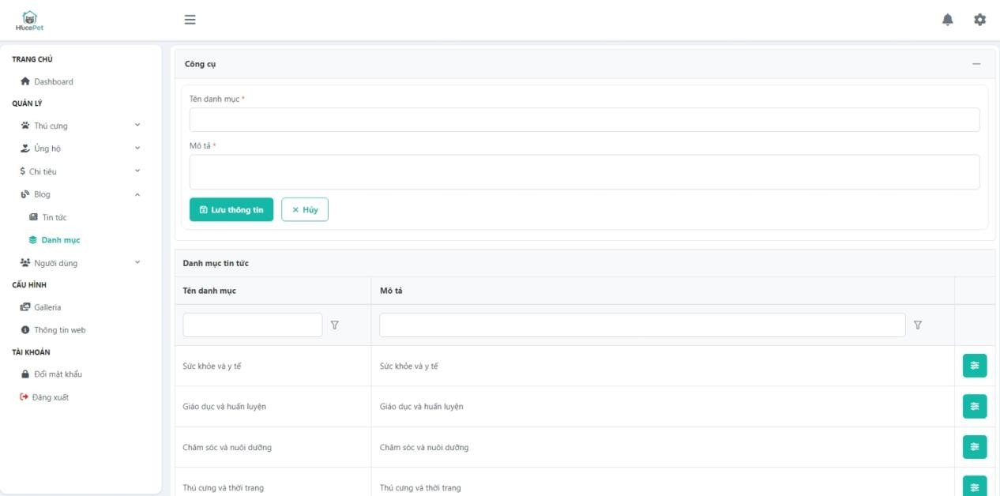 HucePet
TRANG CHỦ
Dashboard
QUẢN LÝ
Thú cưng
Ủng hộ
Chi tiêu
Blog
Tin tức
Danh mục
Người dùng
CẤU HÌNH
Galleria
Thông tin web
TÀI KHOẢN
Đổi mật khẩu
Đăng xuất
Công cụ
Tên danh mục *
Mô tả *
Lưu thông tin
Hủy
Danh mục tin tức
Tên danh mục Mô tả
Sức khỏe và y tế Sức khỏe và y tế
Giáo dục và huấn luyện Giáo dục và huấn luyện
Chăm sóc và nuôi dưỡng Chăm sóc và nuôi dưỡng
Thú cưng và thời trang Thú cưng và thời trang